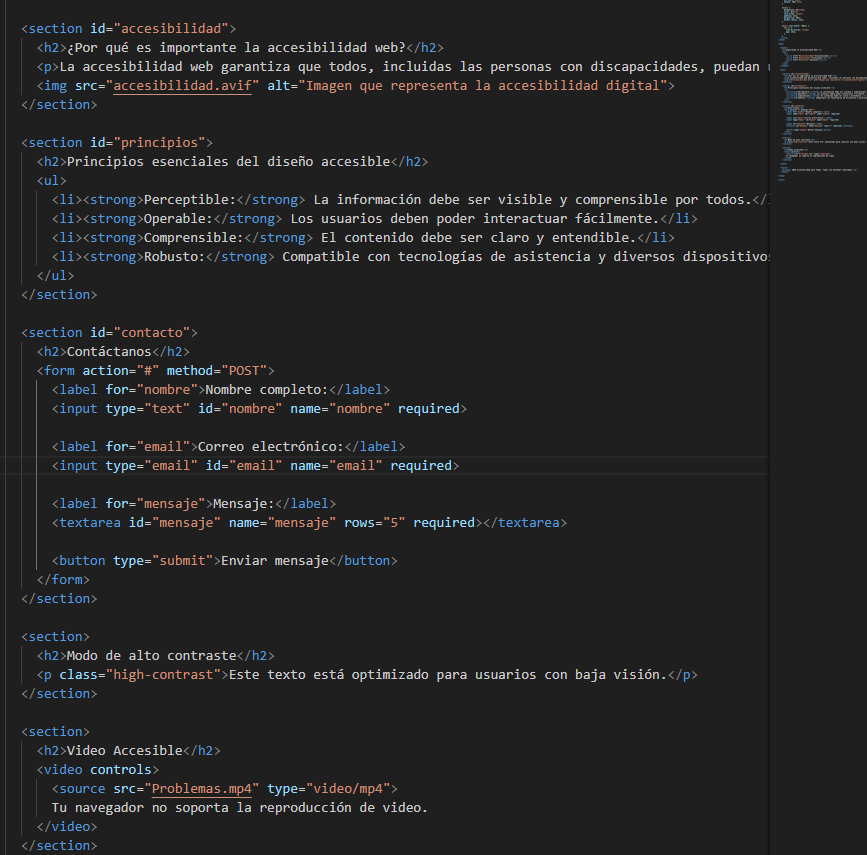 <section id="accesibilidad">
<h2>¿Por qué es importante la accesibilidad web?</h2>
<p>La accesibilidad web garantiza que todos, incluidas las personas con discapacidades, puedan
<img src="accesibilidad.avif" alt="Imagen que representa la accesibilidad digital">
</section>
<section id="principios">
<h2>Principios esenciales del diseño accesible</h2>
<ul>
<li><strong>Perceptible:</strong> La información debe ser visible y comprensible por todos.</
<li><strong>Operable:</strong> Los usuarios deben poder interactuar fácilmente.</li>
<li><strong>Comprensible:</strong> El contenido debe ser claro y entendible.</li>
<li><strong>Robusto:</strong> Compatible con tecnologías de asistencia y diversos dispositivos
</ul>
</section>
<section id="contacto">
<h2>Contáctanos</h2>
<form action="#" method="POST">
<label for="nombre">Nombre completo:</label>
<input type="text" id="nombre" name="nombre" required>
<label for="email">Correo electrónico:</label>
<input type="email" id="email" name="email" required>
<label for="mensaje">Mensaje:</label>
<textarea id="mensaje" name="mensaje" rows="5" required></textarea>
<button type="submit">Enviar mensaje</button>
</form>
</section>
<section>
<h2>Modo de alto contraste</h2>
<p class="high-contrast">Este texto está optimizado para usuarios con baja visión.</p>
</section>
<section>
<h2>Video Accesible</h2>
<video controls>
<source src="Problemas.mp4" type="video/mp4">
Tu navegador no soporta la reproducción de video.
</video>
</section>